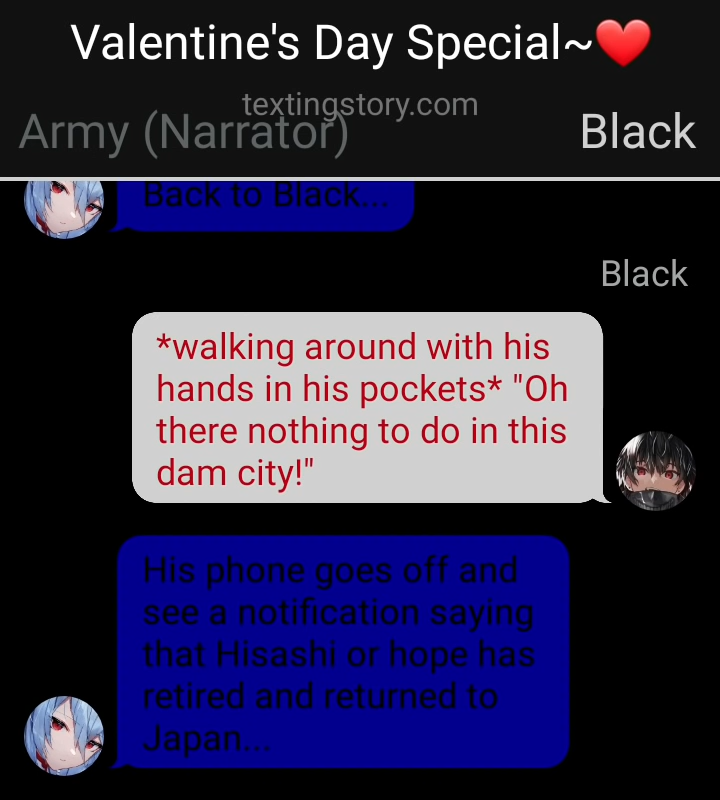 Valentine's Day Special~❤️
textingstory.com
Army (Narrator)
Black
Back to Black...
Black
*walking around with his
hands in his pockets* "Oh
there nothing to do in this
dam city!"
His phone goes off and
see a notification saying
that Hisashi or hope has
retired and returned to
Japan...